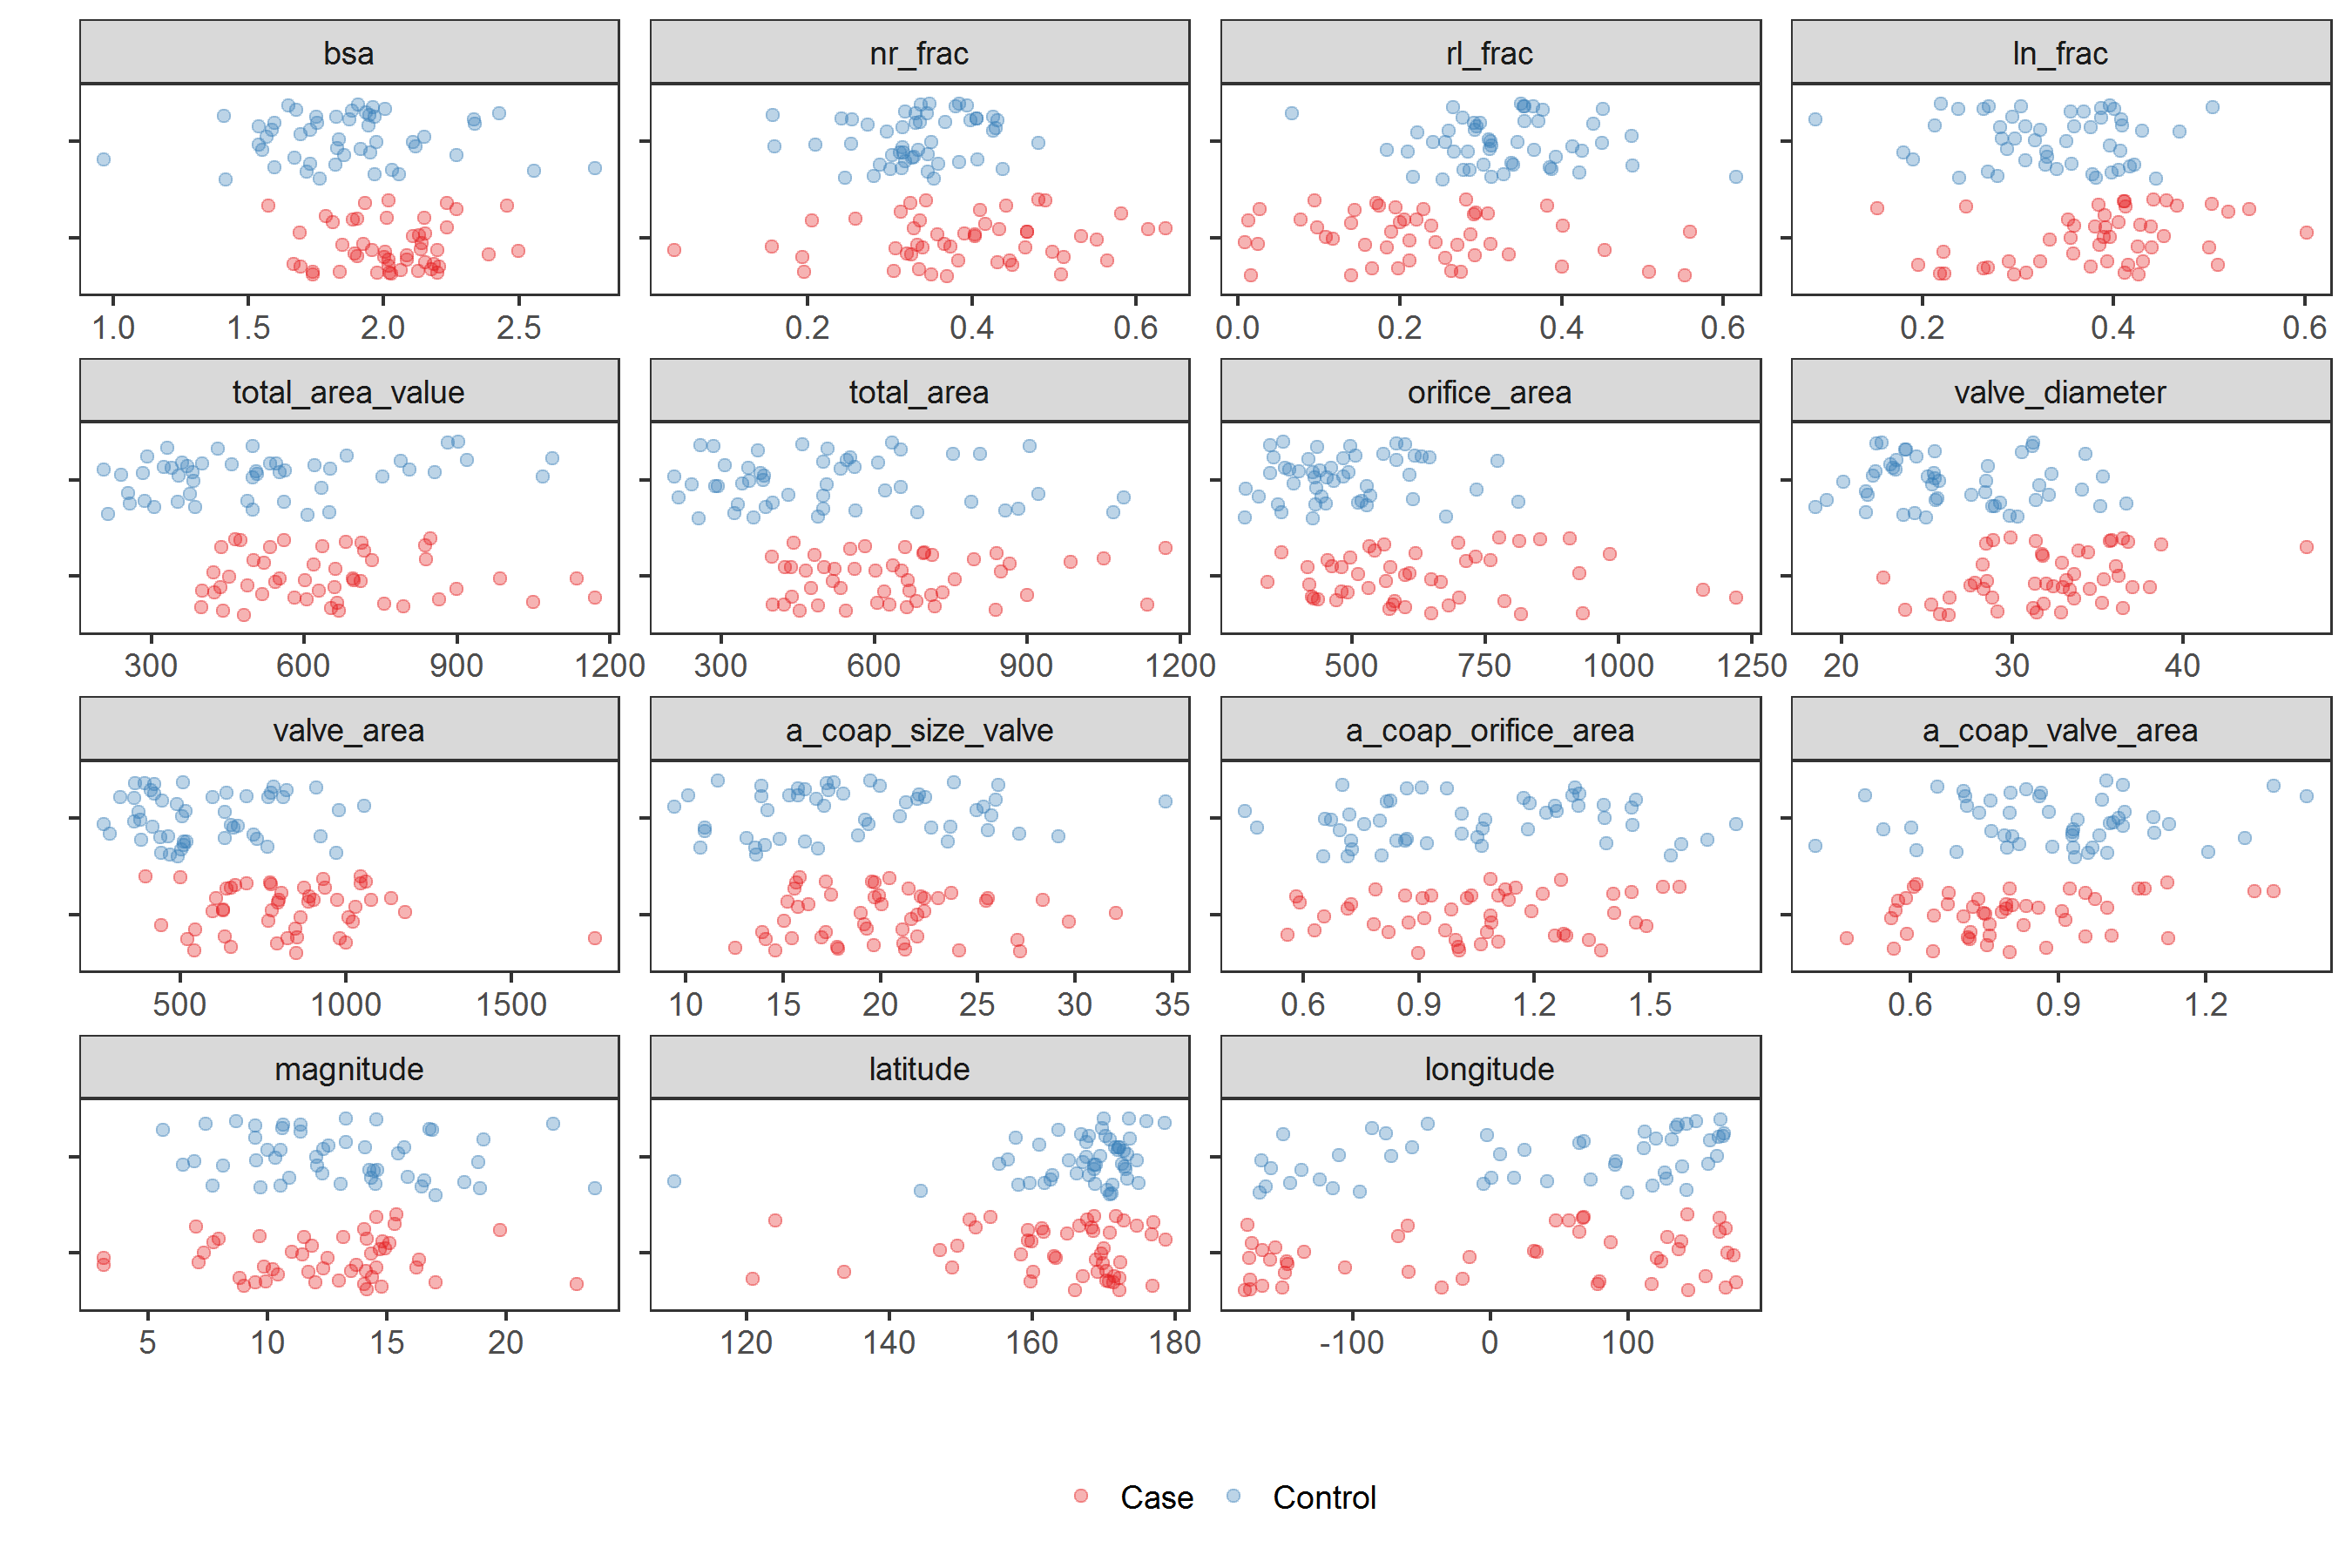 bsa nr_frac rl_frac ln_frac
1.0 1.5 2.0 2.5 0.2 0.4 0.6 0.0 0.2 0.4 0.6 0.2 0.4 0.6
total_area_value total_area orifice_area valve_diameter
300 600 900 1200 300 600 900 1200 500 750 1000 1250 20 30 40
valve_area a_coap_size_valve a_coap_orifice_area a_coap_valve_area
500 1000 1500 10 15 20 25 30 35 0.6 0.9 1.2 1.5 0.6 0.9 1.2
magnitude latitude longitude
5 10 15 20 120 140 160 180 -100 0 100
Case Control